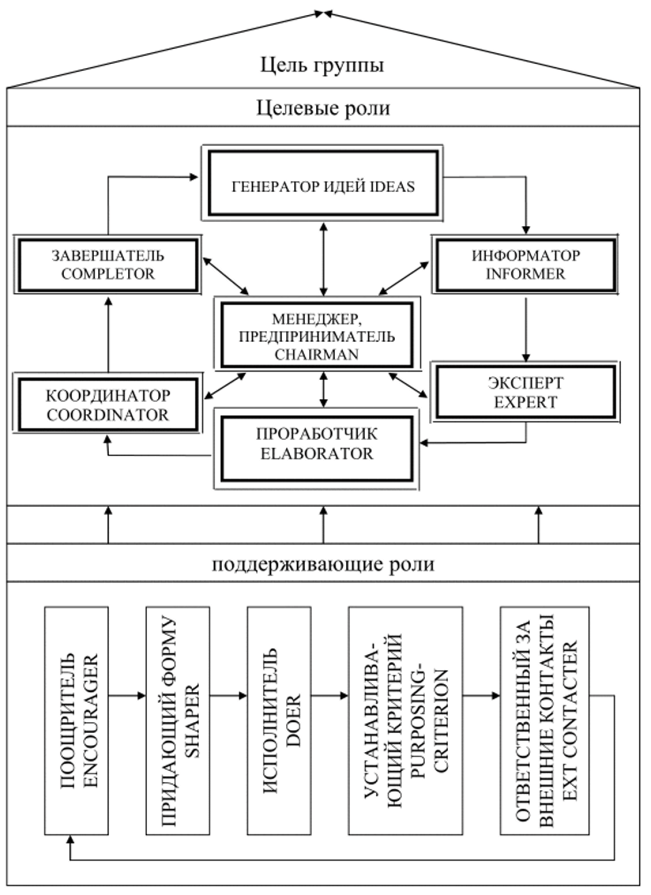 Цель группы
Целевые роли
ГЕНЕРАТОР ИДЕЙ IDEAS
ЗАВЕРШАТЕЛЬ
COMPLETOR
ИНФОРМАТОР
INFORMER
МЕНЕДЖЕР,
ПРЕДПРИНИМАТЕЛЬ
CHAIRMAN
КООРДИНАТОР
COORDINATOR
ЭКСПЕРТ
EXPERT
ПРОРАБОТЧИК
ELABORATOR
поддерживающие роли
ПООЩРИТЕЛЬ
ENCOURAGER
ПРИДАЮЩИЙ ФОРМУ
SHAPER
ИСПОЛНИТЕЛЬ
DOER
УСТАНАВЛИВА-
ЮЩИЙ КРИТЕРИЙ
PURPOSING-
CRITERION
ОТВЕТСТВЕННЫЙ ЗА
ВНЕШНИЕ КОНТАКТЫ
EXT CONTACTER